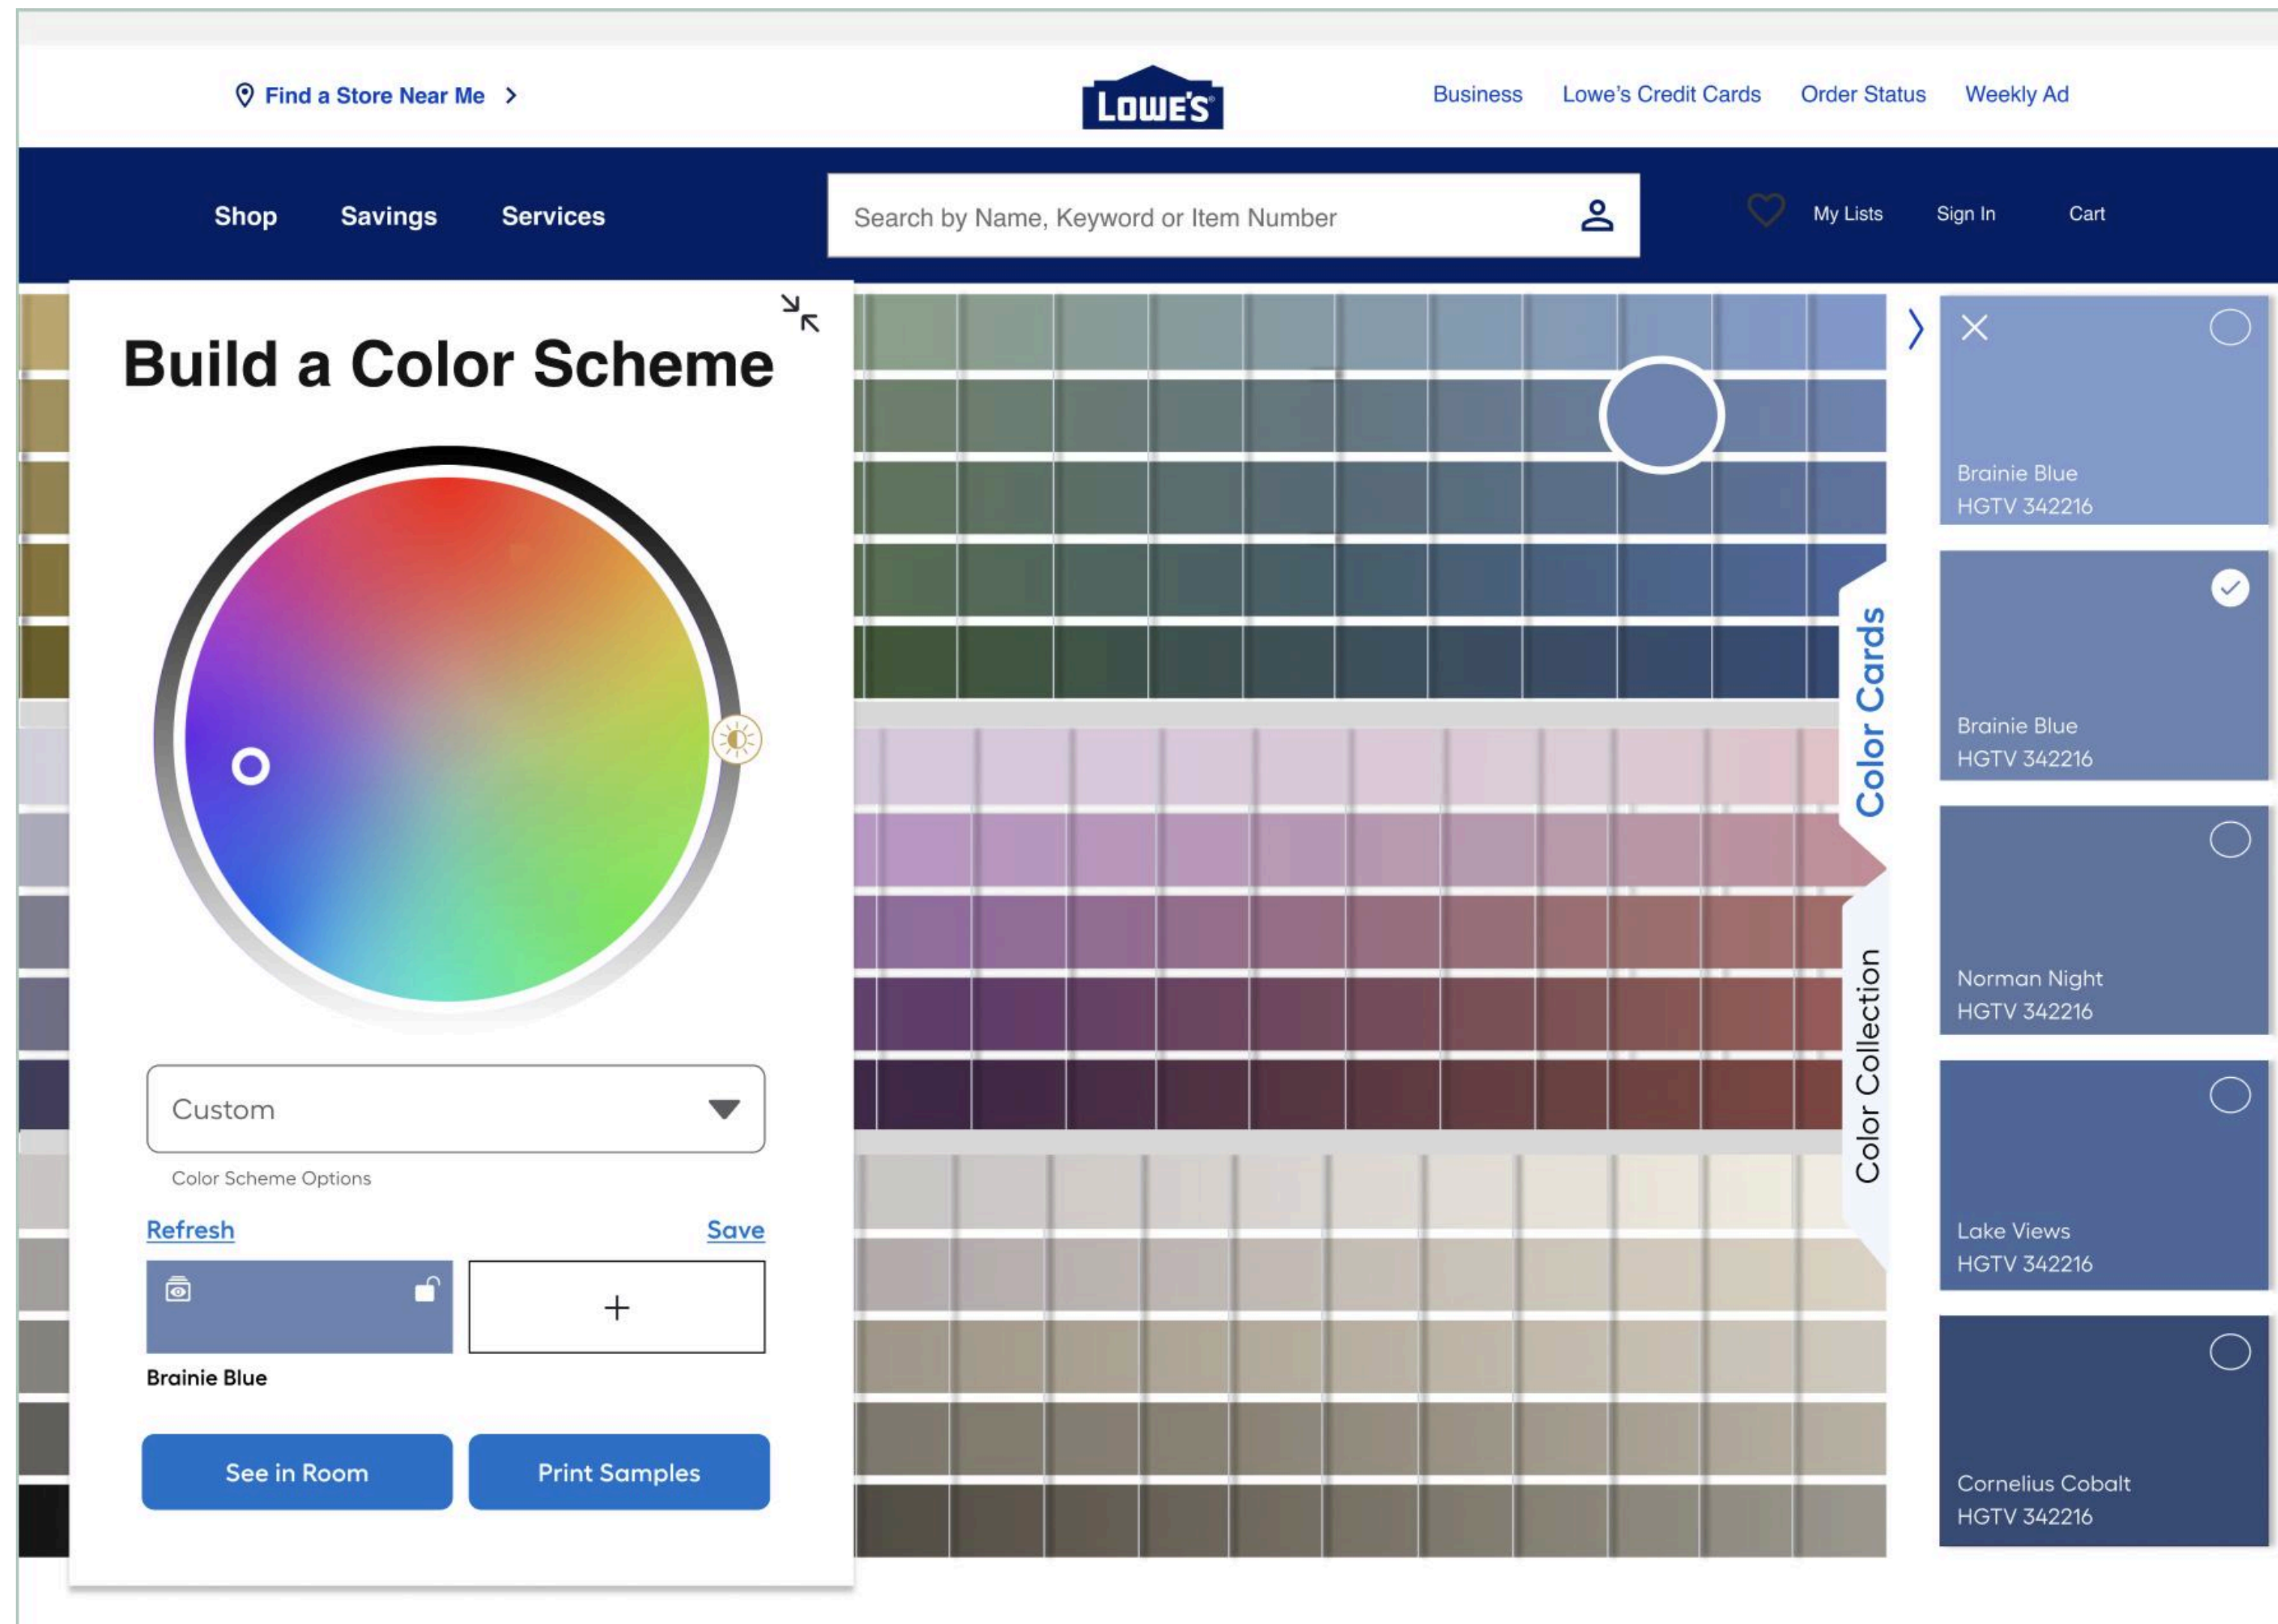 Find a Store Near Me
LOWE'S
Business
Lowe's Credit Cards
Order Status
Weekly Ad
Shop
Savings
Services
Search by Name, Keyword or Item Number
My Lists
Sign In
Cart
Build a Color Scheme
Custom
Color Scheme Options
Refresh
Save
Brainie Blue
See in Room
Print Samples
Color Cards
Color Collection
Brainie Blue
HGTV 342216
Brainie Blue
HGTV 342216
Norman Night
HGTV 342216
Lake Views
HGTV 342216
Cornelius Cobalt
HGTV 342216